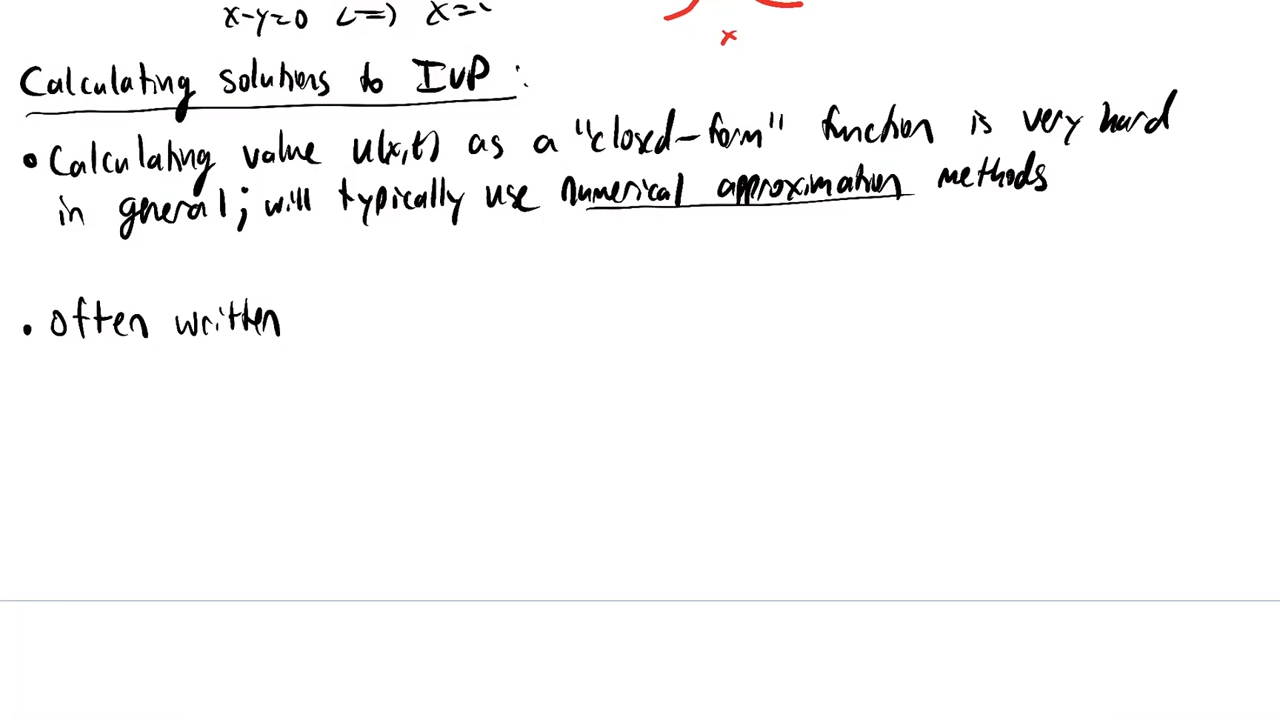 x-y=0 <=> x=
x
Calculating solutions to IVP:
• Calculating value u(x,t) as a "closed-form" function is very hard
in general; will typically use numerical approximation methods
• often written